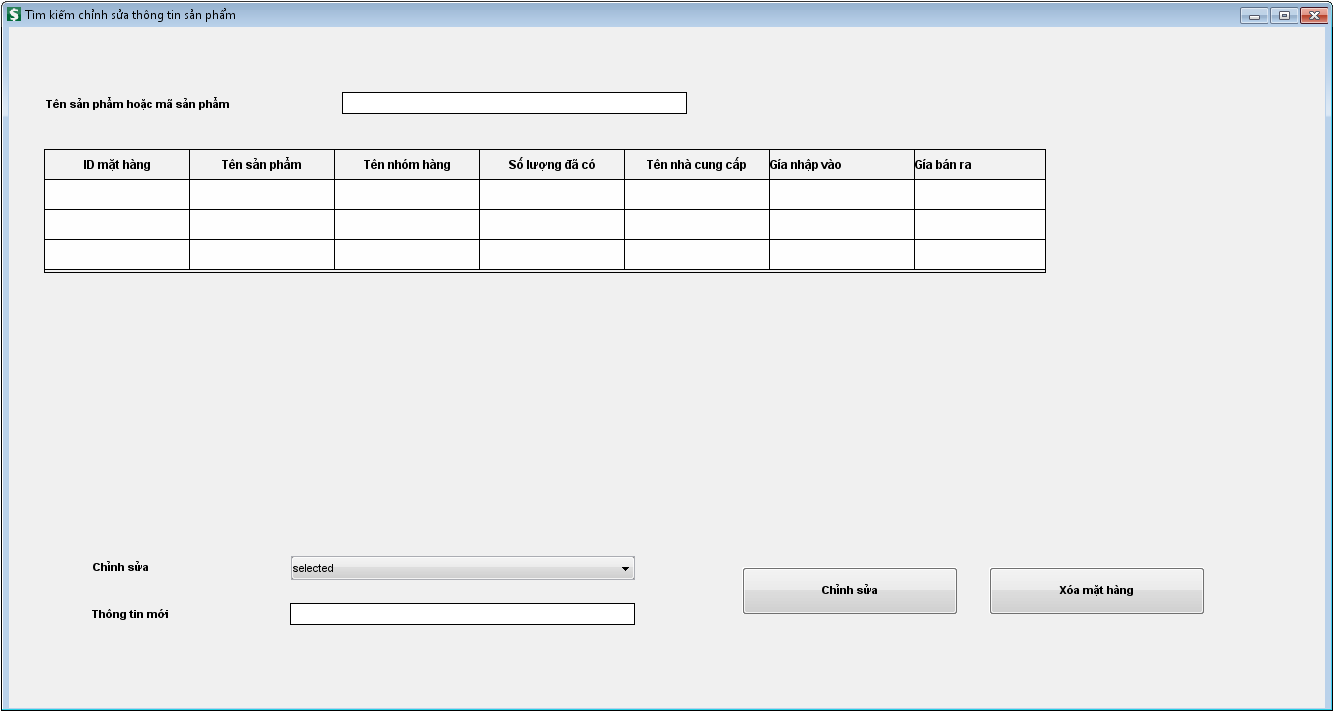 Tìm kiếm chỉnh sửa thông tin sản phẩm
Tên sản phẩm hoặc mã sản phẩm
ID mặt hàng Tên sản phẩm Tên nhóm hàng Số lượng đã có Tên nhà cung cấp Gía nhập vào Gía bán ra
Chỉnh sửa selected
Chỉnh sửa Xóa mặt hàng
Thông tin mới